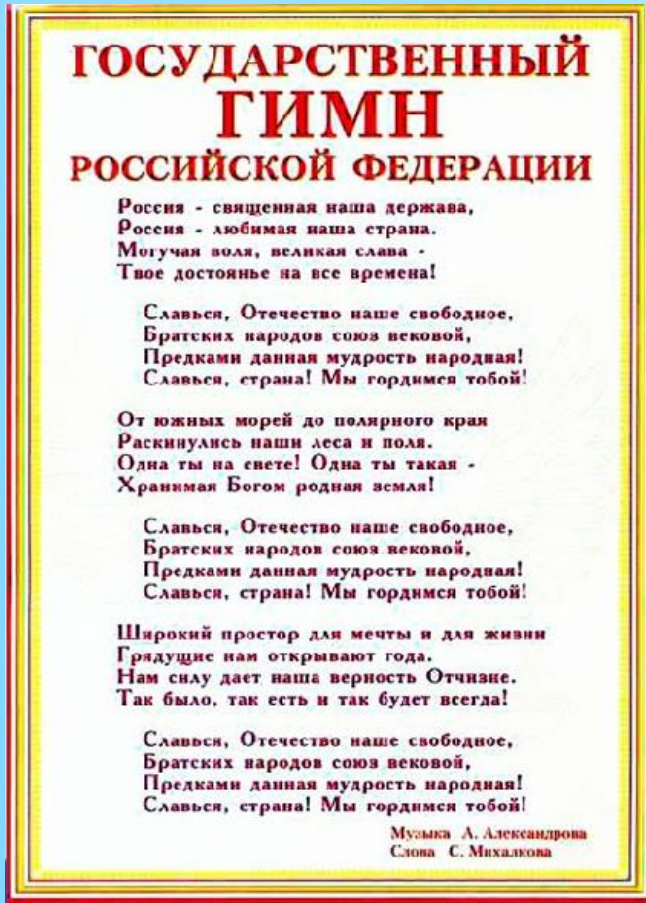 ГОСУДАРСТВЕННЫЙ
ГИМН
РОССИЙСКОЙ ФЕДЕРАЦИИ
Россия - священная наша держава,
Россия - любимая наша страна.
Могучая воля, великая слава -
Твое достоянье на все времена!
Славься, Отечество наше свободное,
Братских народов союз вековой,
Предками данная мудрость народная!
Славься, страна! Мы гордимся тобой!
От южных морей до полярного края
Раскинулись наши леса и поля.
Одна ты на свете! Одна ты такая -
Хранимая Богом родная земля!
Славься, Отечество наше свободное,
Братских народов союз вековой,
Предками данная мудрость народная!
Славься, страна! Мы гордимся тобой!
Широкий простор для мечты и для жизни
Грядущие нам открывают года.
Нам силу дает наша верность Отчизне.
Так было, так есть и так будет всегда!
Славься, Отечество наше свободное,
Братских народов союз вековой,
Предками данная мудрость народная!
Славься, страна! Мы гордимся тобой!
Музыка А. Александрова
Слова С. Михалкова